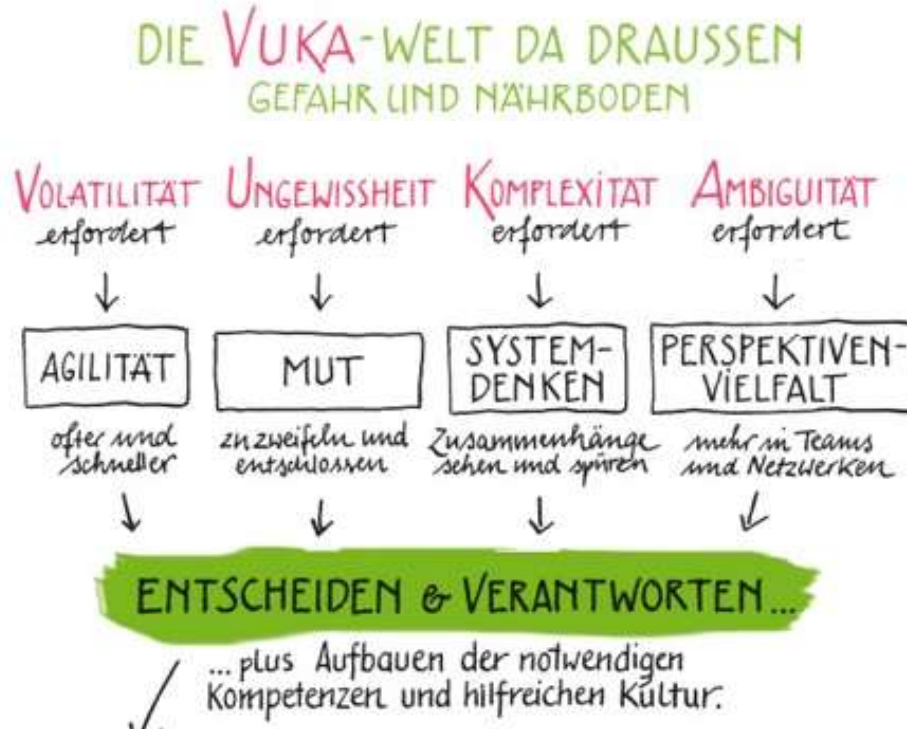 DIE VUKA-WELT DA DRAUSSEN
GEFAHR UND NÄHRBODEN
VOLATILITÄT
erfordert
AGILITÄT
öfter und
schneller
UNGEWISSHEIT
erfordert
MUT
zu zweifeln und
entschlossen
KOMPLEXITÄT
erfordert
SYSTEM-
DENKEN
Zusammenhänge
sehen und spüren
AMBIGUITÄT
erfordert
PERSPEKTIVEN-
VIELFALT
mehr in Teams
und Netzwerken
ENTSCHEIDEN & VERANTWORTEN...
...plus Aufbauen der notwendigen
Kompetenzen und hilfreichen Kultur.